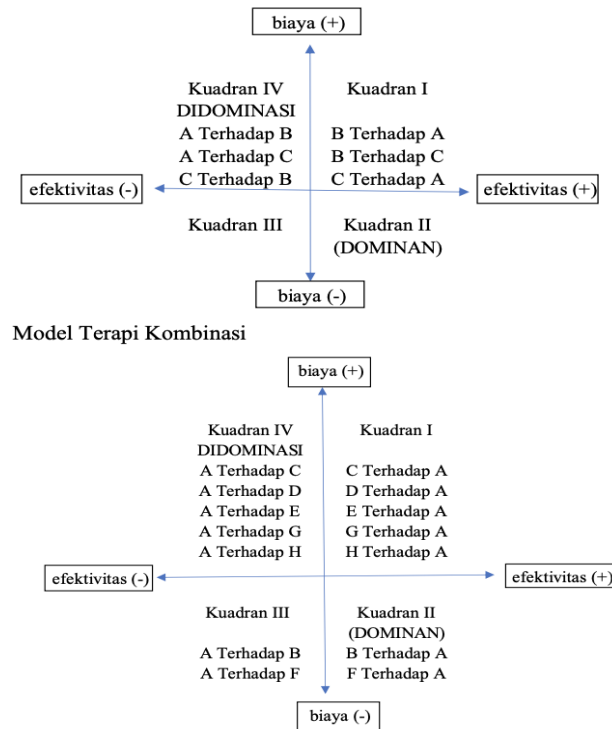 biaya (+)
Kuadran IV
DIDOMINASI
A Terhadap B
A Terhadap C
C Terhadap B
Kuadran I
B Terhadap A
B Terhadap C
C Terhadap A
efektivitas (-)
efektivitas (+)
Kuadran III
Kuadran II
(DOMINAN)
biaya (-)
Model Terapi Kombinasi
biaya (+)
Kuadran IV
DIDOMINASI
A Terhadap C
A Terhadap D
A Terhadap E
A Terhadap G
A Terhadap H
Kuadran I
C Terhadap A
D Terhadap A
E Terhadap A
G Terhadap A
H Terhadap A
efektivitas (-)
efektivitas (+)
Kuadran III
A Terhadap B
A Terhadap F
Kuadran II
(DOMINAN)
B Terhadap A
F Terhadap A
biaya (-)